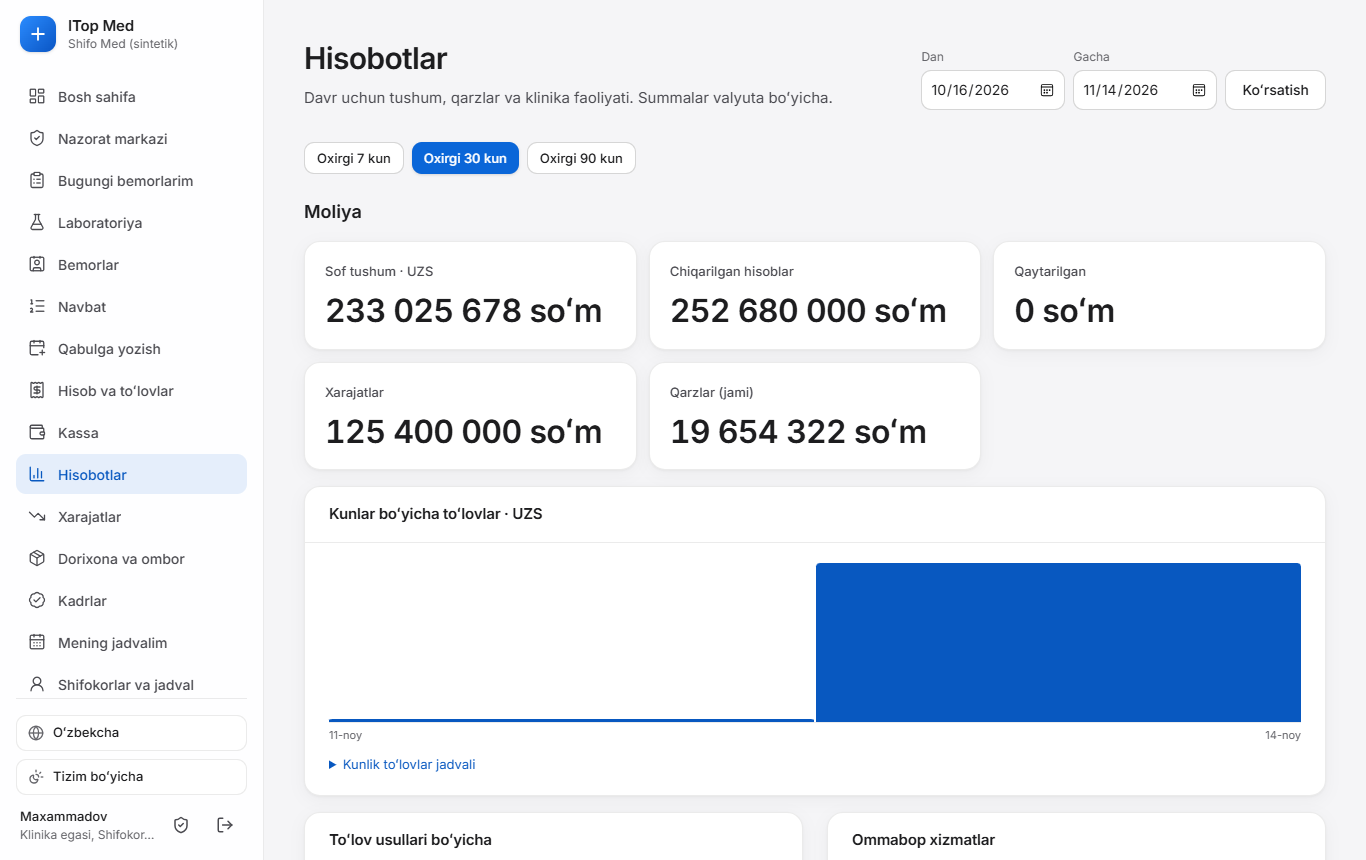 ITop Med
Shifo Med (sintetik)
Bosh sahifa
Nazorat markazi
Bugungi bemorlarim
Laboratoriya
Bemorlar
Navbat
Qabulga yozish
Hisob va toʻlovlar
Kassa
Hisobotlar
Xarajatlar
Dorixona va ombor
Kadrlar
Mening jadvalim
Shifokorlar va jadval
Oʻzbekcha
Tizim boʻyicha
Maxammadov
Klinika egasi, Shifokor...
Hisobotlar
Davr uchun tushum, qarzlar va klinika faoliyati. Summalar valyuta boʻyicha.
Dan
Gacha
10/16/2026
11/14/2026
Koʻrsatish
Oxirgi 7 kun
Oxirgi 30 kun
Oxirgi 90 kun
Moliya
Sof tushum · UZS
233 025 678 soʻm
Chiqarilgan hisoblar
252 680 000 soʻm
Qaytarilgan
0 soʻm
Xarajatlar
125 400 000 soʻm
Qarzlar (jami)
19 654 322 soʻm
Kunlar boʻyicha toʻlovlar · UZS
11-noy
14-noy
Kunlik toʻlovlar jadvali
Toʻlov usullari boʻyicha
Ommabop xizmatlar